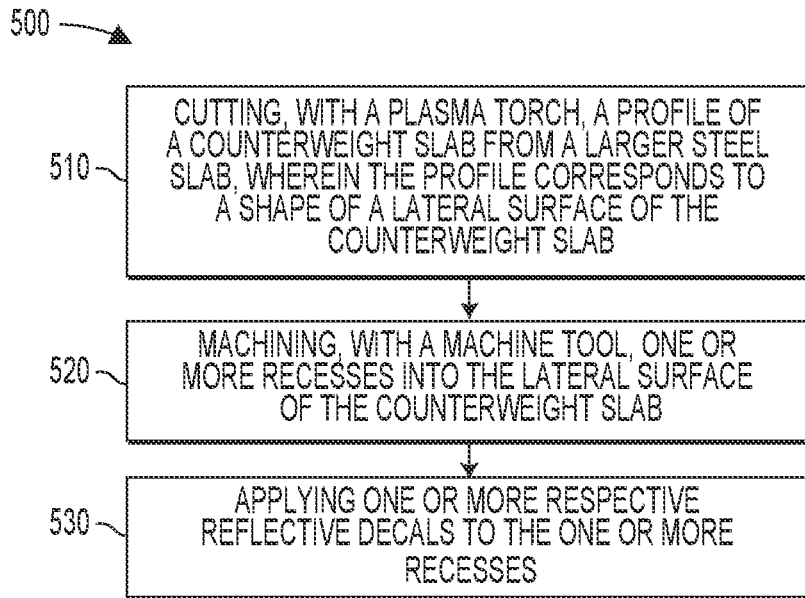 500
510
CUTTING, WITH A PLASMA TORCH, A PROFILE OF
A COUNTERWEIGHT SLAB FROM A LARGER STEEL
SLAB, WHEREIN THE PROFILE CORRESPONDS TO
A SHAPE OF A LATERAL SURFACE OF THE
COUNTERWEIGHT SLAB
520
MACHINING, WITH A MACHINE TOOL, ONE OR
MORE RECESSES INTO THE LATERAL SURFACE
OF THE COUNTERWEIGHT SLAB
530
APPLYING ONE OR MORE RESPECTIVE
REFLECTIVE DECALS TO THE ONE OR MORE
RECESSES